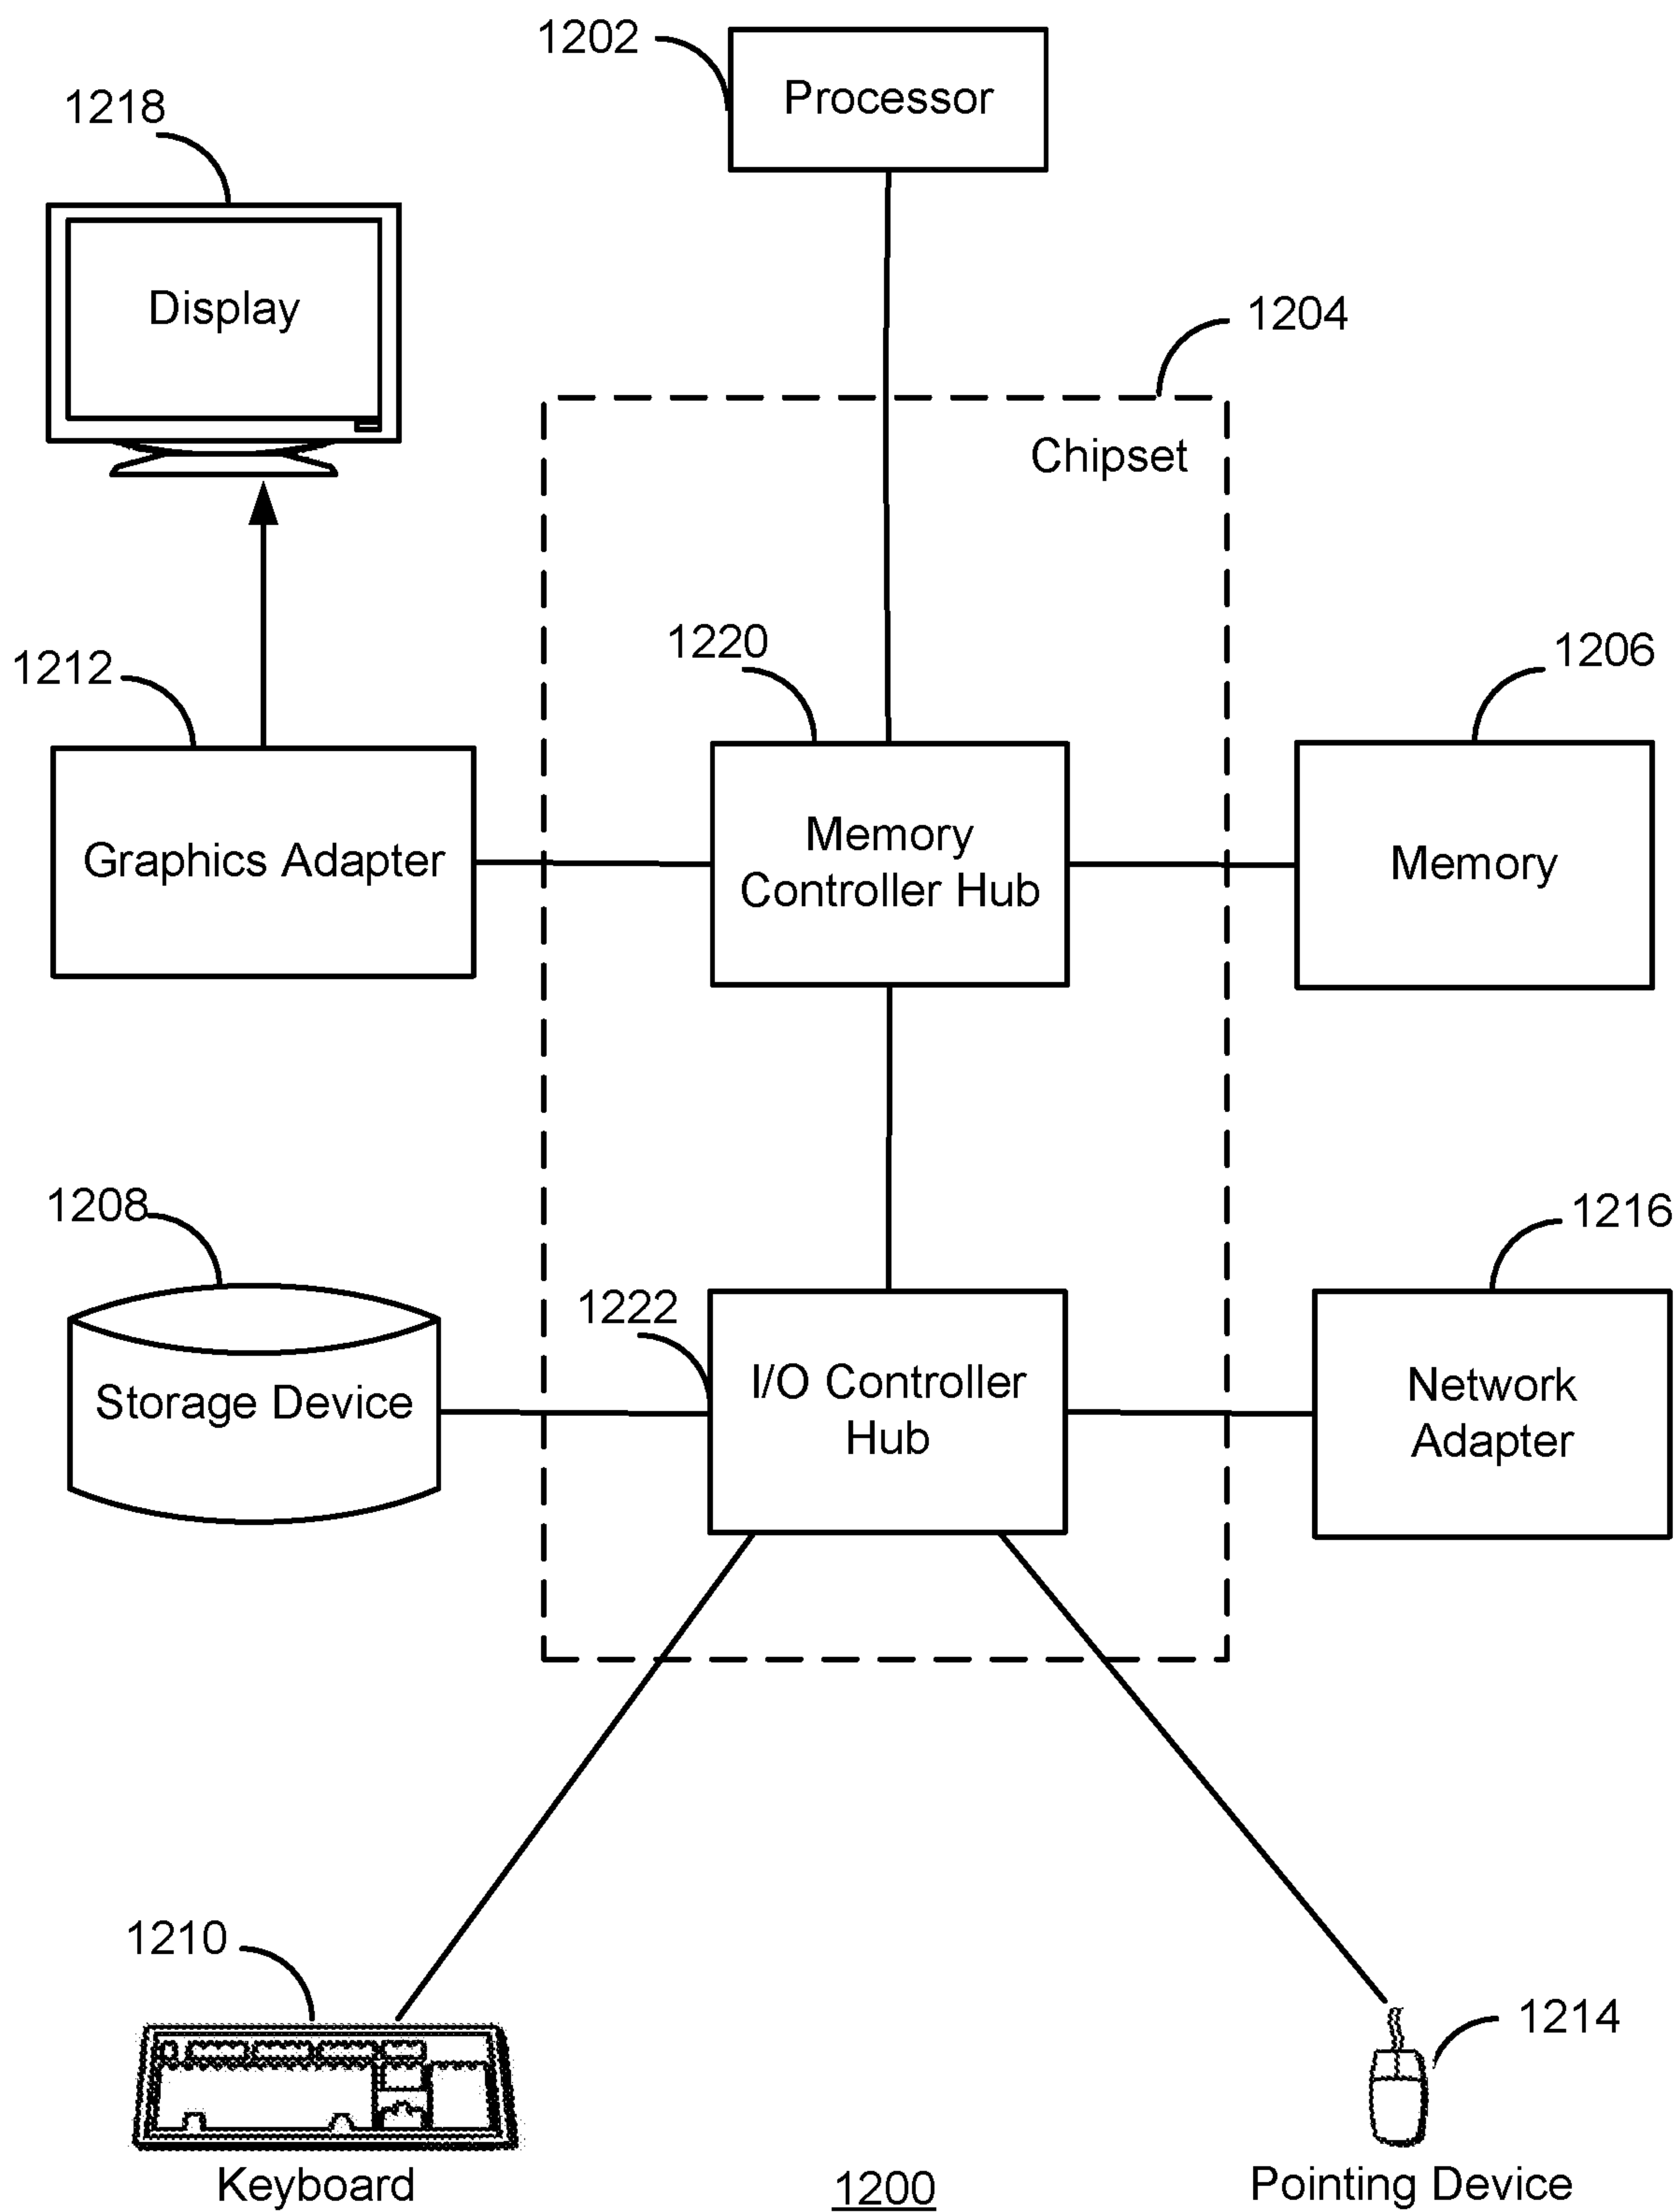 1202
Processor
1218
Display
1204
Chipset
1220
1206
1212
Memory
Controller Hub
Graphics Adapter
Memory
1208
1216
1222
I/O Controller
Hub
Storage Device
Network
Adapter
1210
1214
Keyboard
1200
Pointing Device